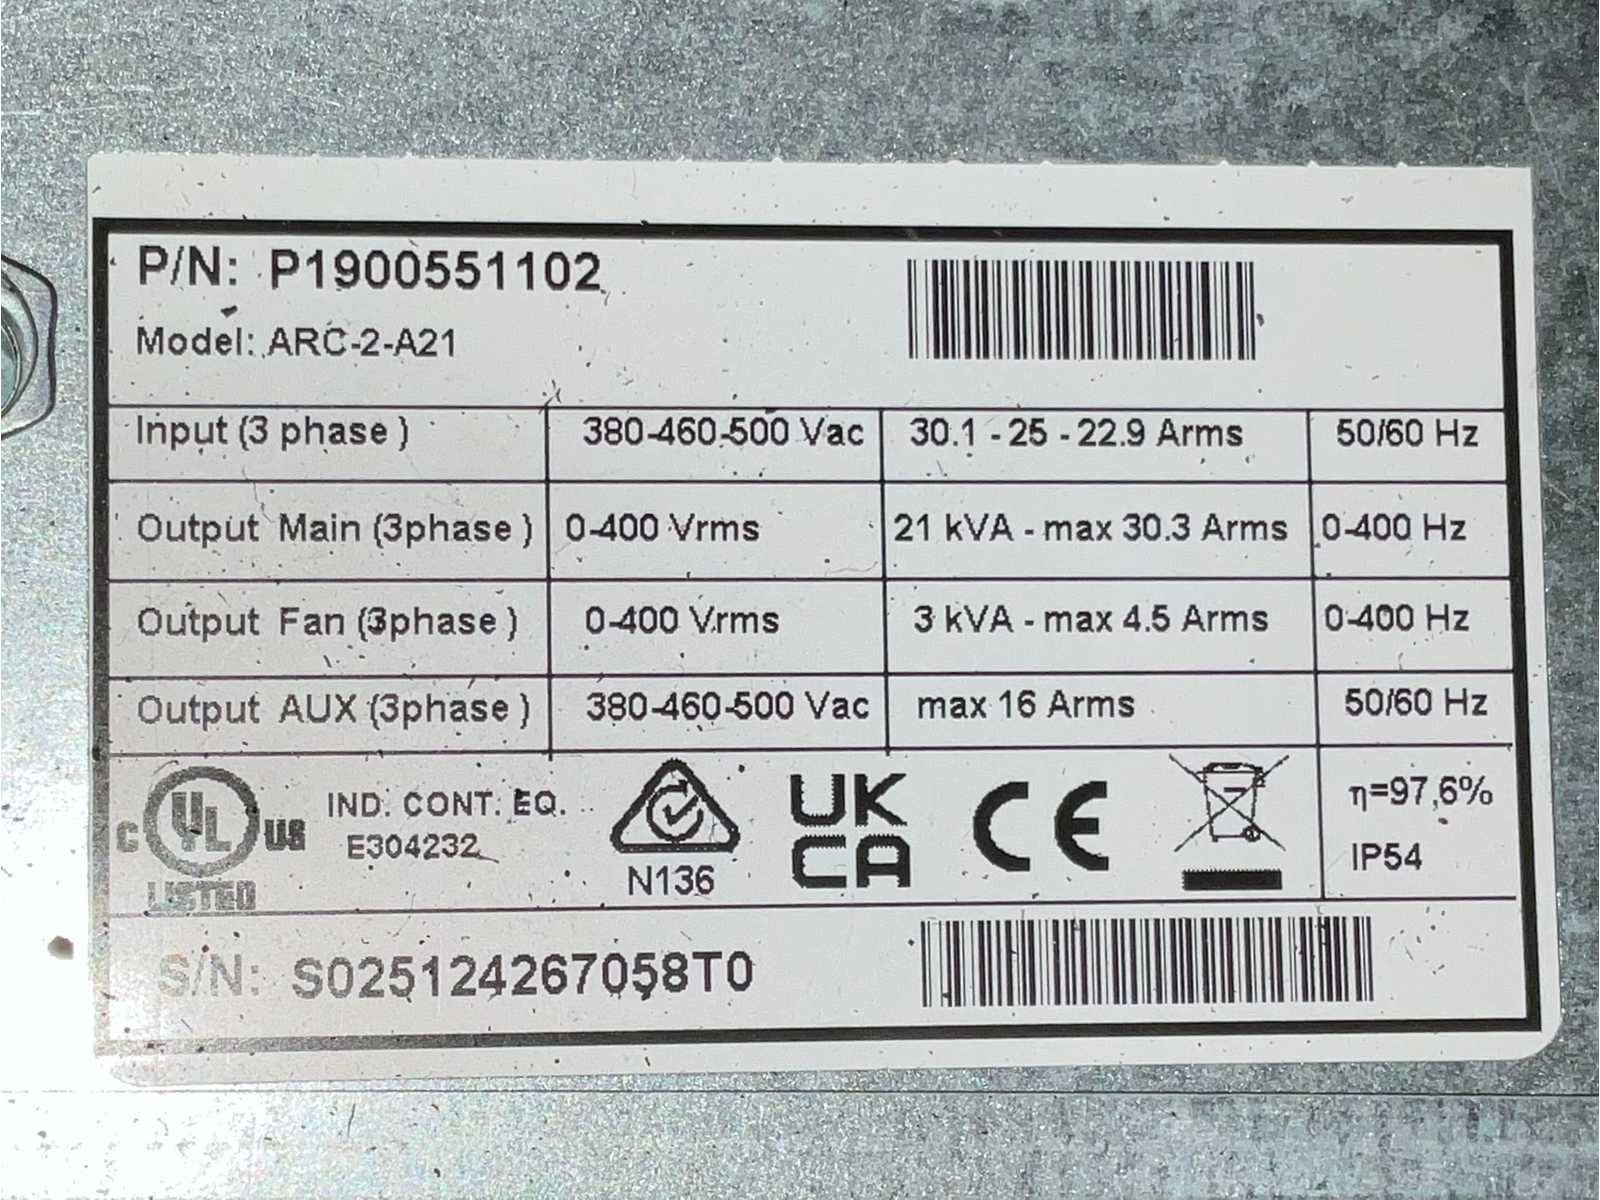 P/N: P1900551102
Model: ARC-2-A21
Input (3 phase ) 380-460-500 Vac 30.1 - 25 - 22.9 Arms 50/60 Hz
Output Main (3phase ) 0-400 Vrms 21 kVA - max 30.3 Arms 0-400 Hz
Output Fan (3phase ) 0-400 Vrms 3 kVA - max 4.5 Arms 0-400 Hz
Output AUX (3phase ) 380-460-500 Vac max 16 Arms 50/60 Hz
C UL US LISTED
IND. CONT. EQ.
E304232
N136
UK
CA
CE
η=97,6%
IP54
S/N: S025124267058T0